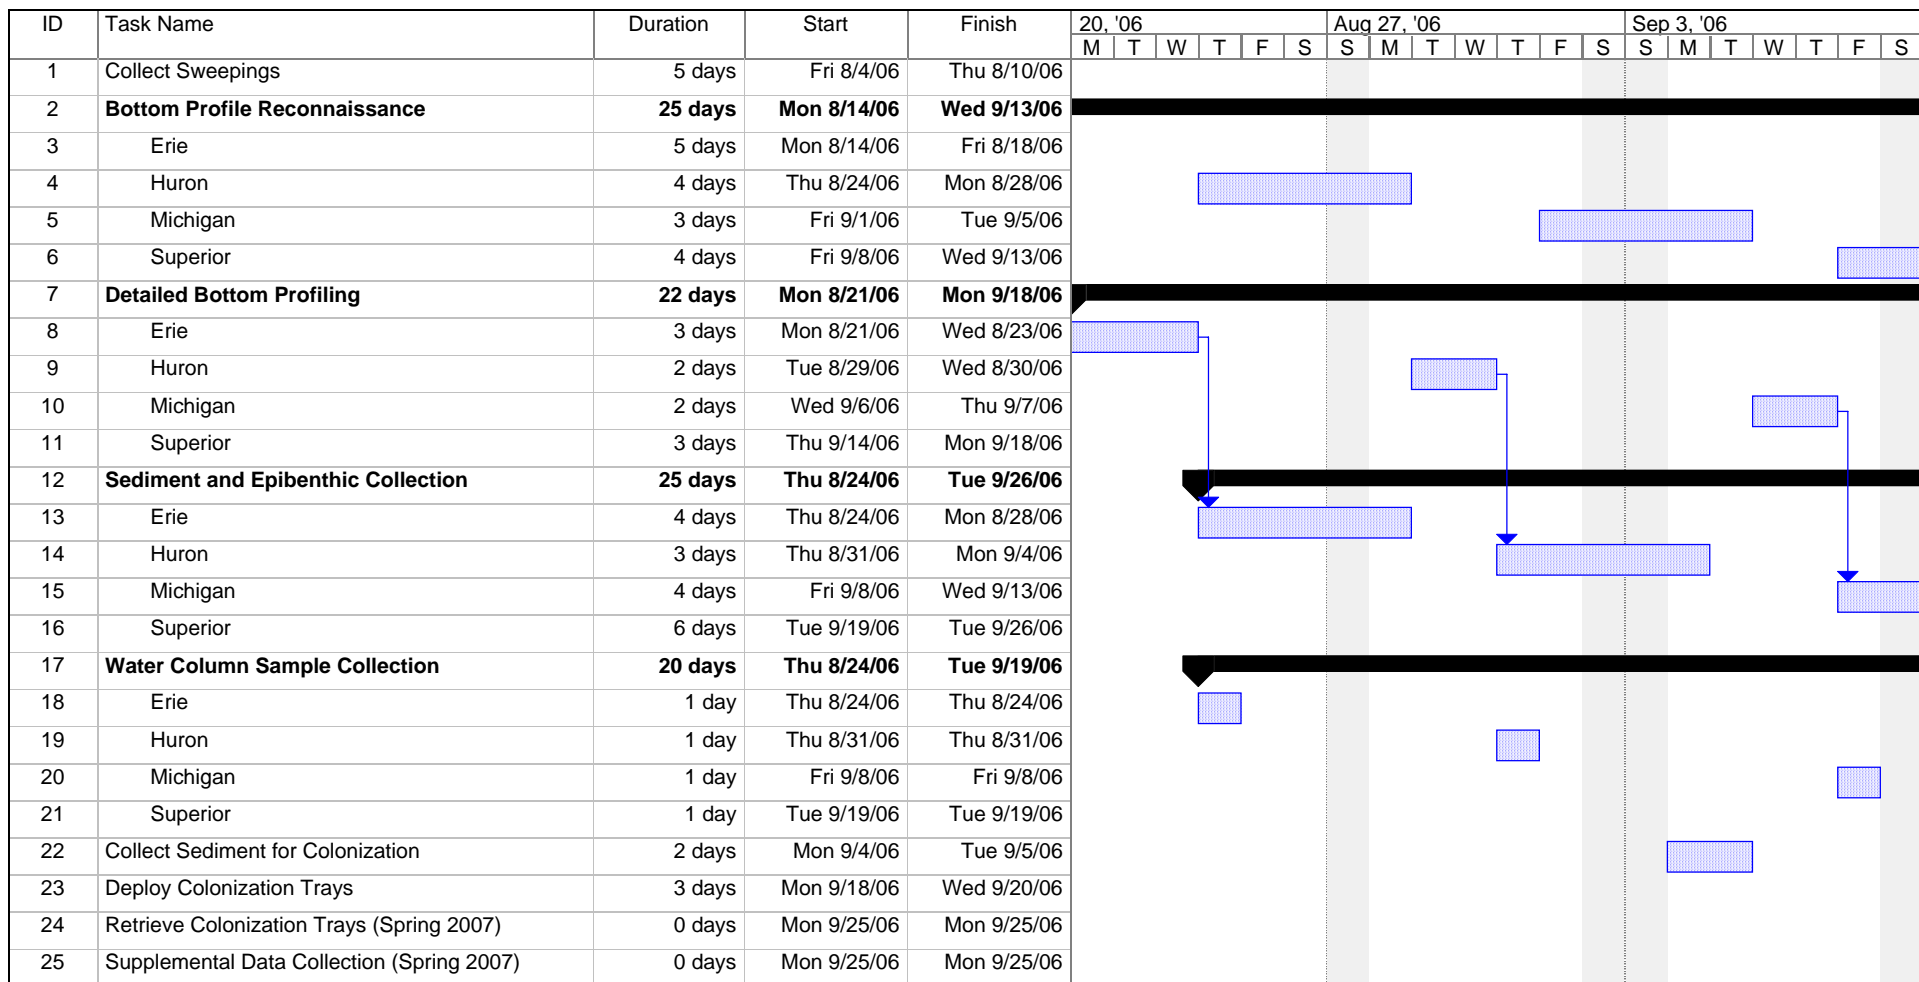 ID Task Name Duration Start Finish 20, '06 Aug 27, '06 Sep 3, '06
M T W T F S S M T W T F S S M T W T F S
1 Collect Sweepings 5 days Fri 8/4/06 Thu 8/10/06
2 Bottom Profile Reconnaissance 25 days Mon 8/14/06 Wed 9/13/06
3 Erie 5 days Mon 8/14/06 Fri 8/18/06
4 Huron 4 days Thu 8/24/06 Mon 8/28/06
5 Michigan 3 days Fri 9/1/06 Tue 9/5/06
6 Superior 4 days Fri 9/8/06 Wed 9/13/06
7 Detailed Bottom Profiling 22 days Mon 8/21/06 Mon 9/18/06
8 Erie 3 days Mon 8/21/06 Wed 8/23/06
9 Huron 2 days Tue 8/29/06 Wed 8/30/06
10 Michigan 2 days Wed 9/6/06 Thu 9/7/06
11 Superior 3 days Thu 9/14/06 Mon 9/18/06
12 Sediment and Epibenthic Collection 25 days Thu 8/24/06 Tue 9/26/06
13 Erie 4 days Thu 8/24/06 Mon 8/28/06
14 Huron 3 days Thu 8/31/06 Mon 9/4/06
15 Michigan 4 days Fri 9/8/06 Wed 9/13/06
16 Superior 6 days Tue 9/19/06 Tue 9/26/06
17 Water Column Sample Collection 20 days Thu 8/24/06 Tue 9/19/06
18 Erie 1 day Thu 8/24/06 Thu 8/24/06
19 Huron 1 day Thu 8/31/06 Thu 8/31/06
20 Michigan 1 day Fri 9/8/06 Fri 9/8/06
21 Superior 1 day Tue 9/19/06 Tue 9/19/06
22 Collect Sediment for Colonization 2 days Mon 9/4/06 Tue 9/5/06
23 Deploy Colonization Trays 3 days Mon 9/18/06 Wed 9/20/06
24 Retrieve Colonization Trays (Spring 2007) 0 days Mon 9/25/06 Mon 9/25/06
25 Supplemental Data Collection (Spring 2007) 0 days Mon 9/25/06 Mon 9/25/06